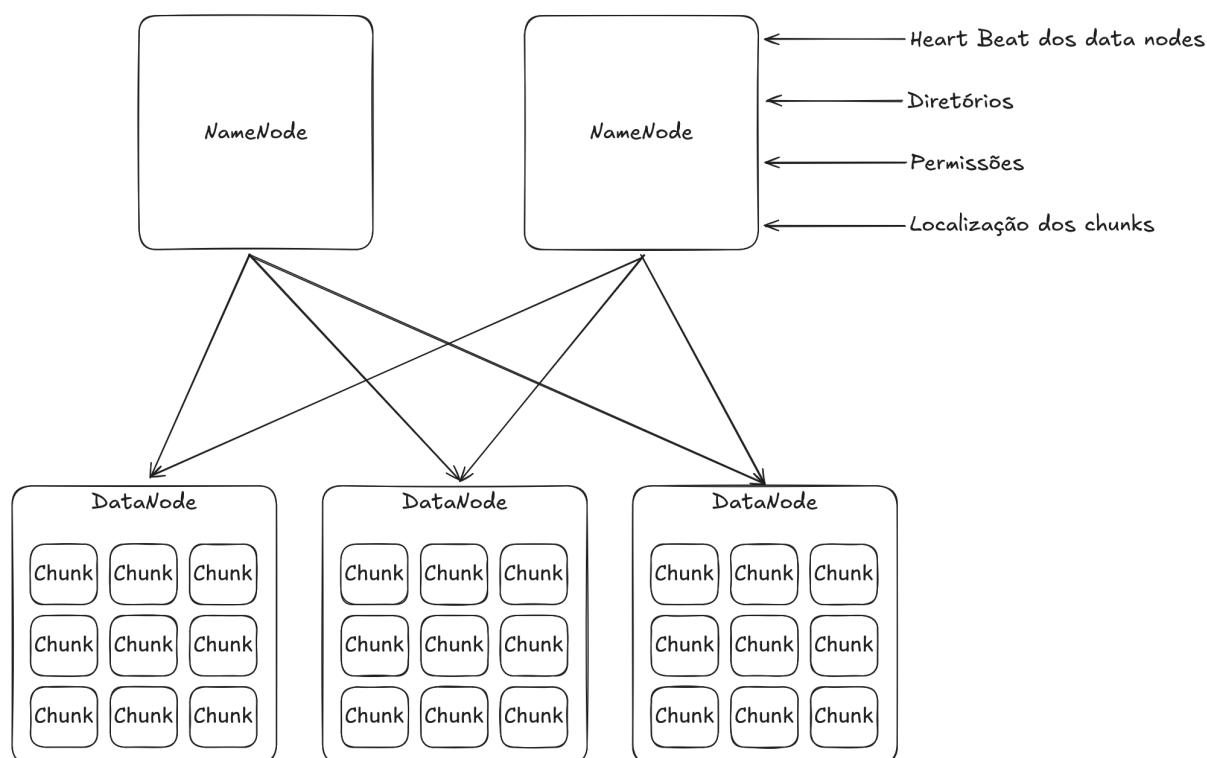 NameNode
NameNode
Heart Beat dos data nodes
Diretórios
Permissões
Localização dos chunks
DataNode
Chunk Chunk Chunk
Chunk Chunk Chunk
Chunk Chunk Chunk
DataNode
Chunk Chunk Chunk
Chunk Chunk Chunk
Chunk Chunk Chunk
DataNode
Chunk Chunk Chunk
Chunk Chunk Chunk
Chunk Chunk Chunk